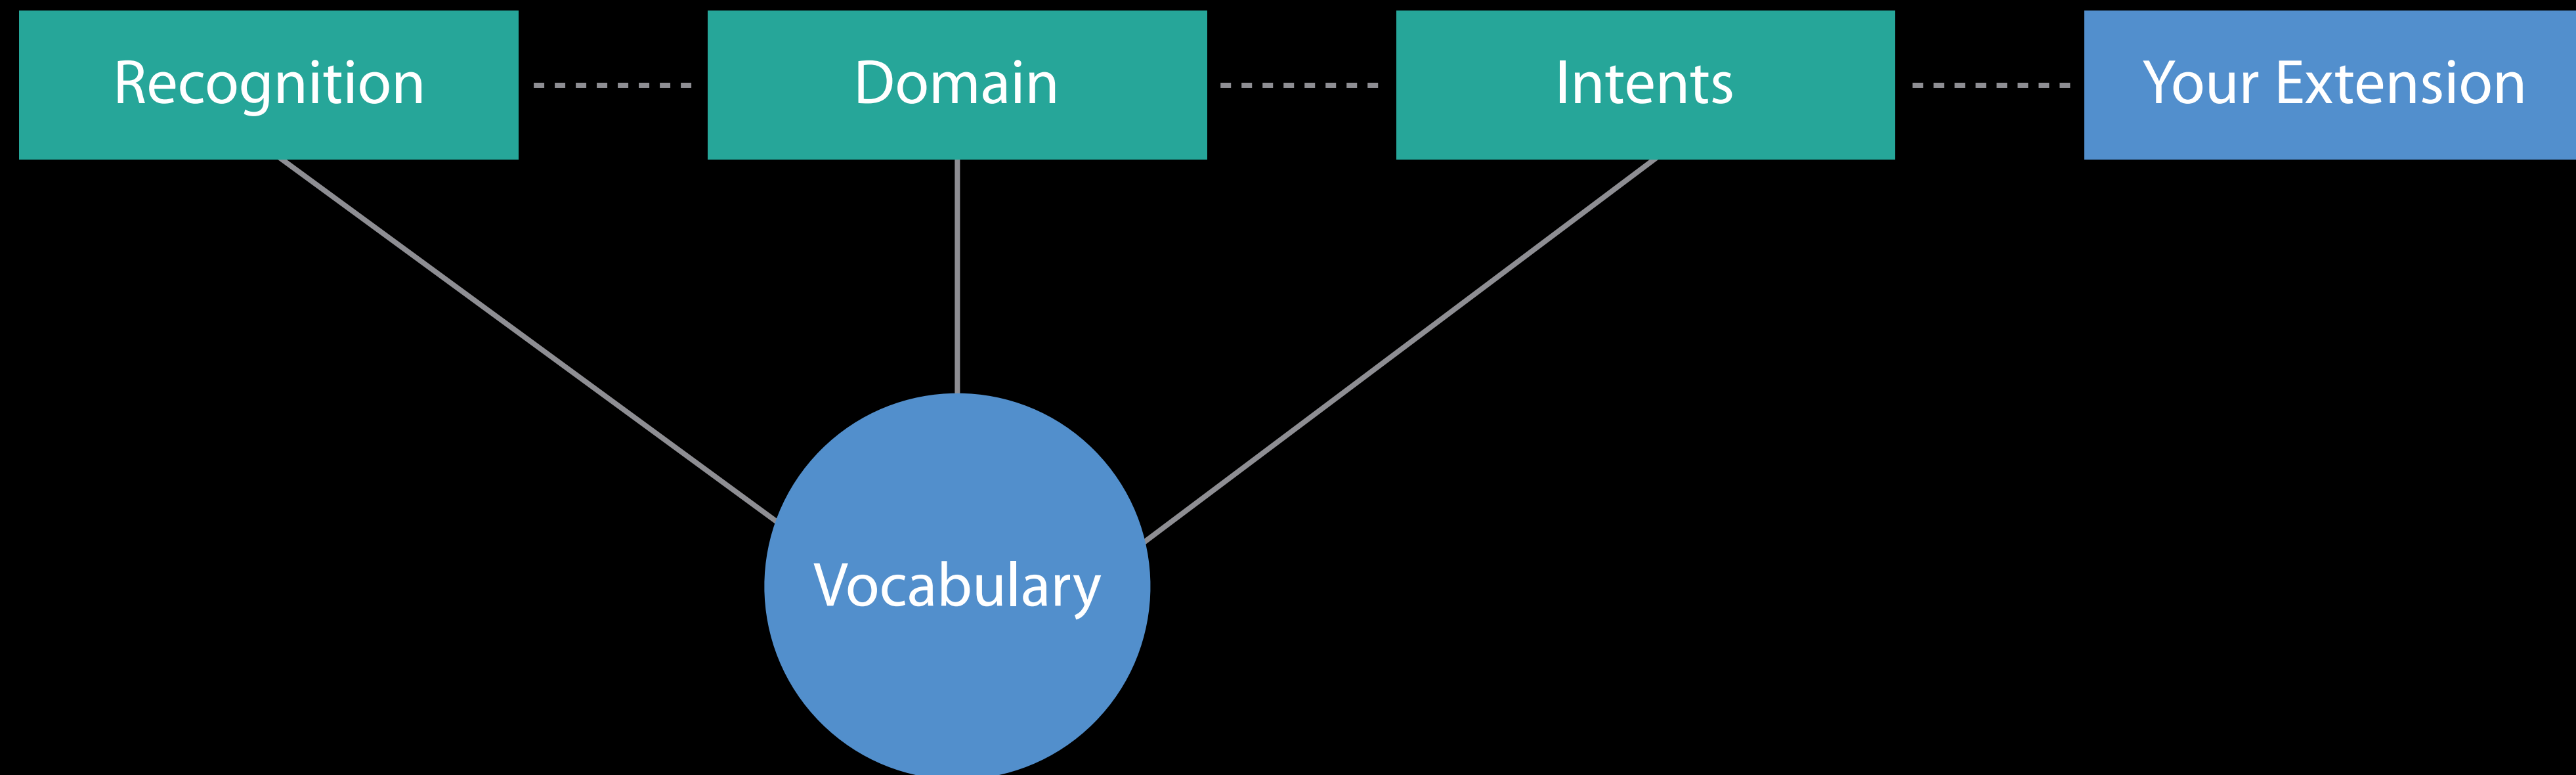 Recognition
Domain
Intents
Your Extension
Vocabulary